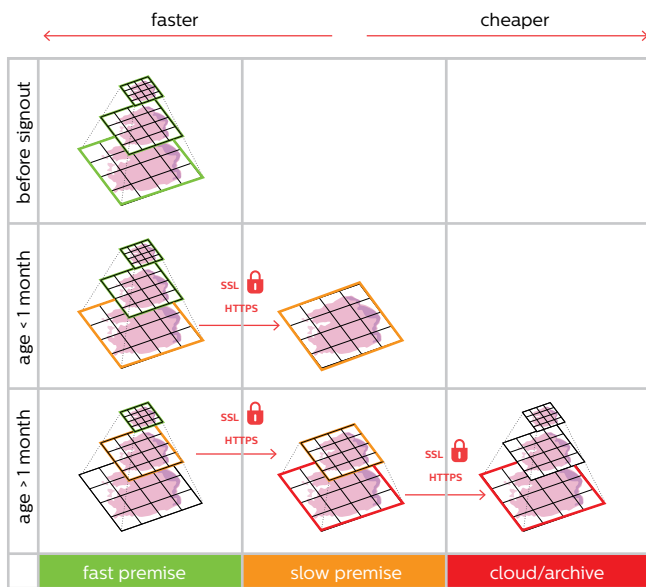 faster
cheaper
before signout
age < 1 month
SSL
HTTPS
age > 1 month
SSL
HTTPS
SSL
HTTPS
fast premise
slow premise
cloud/archive